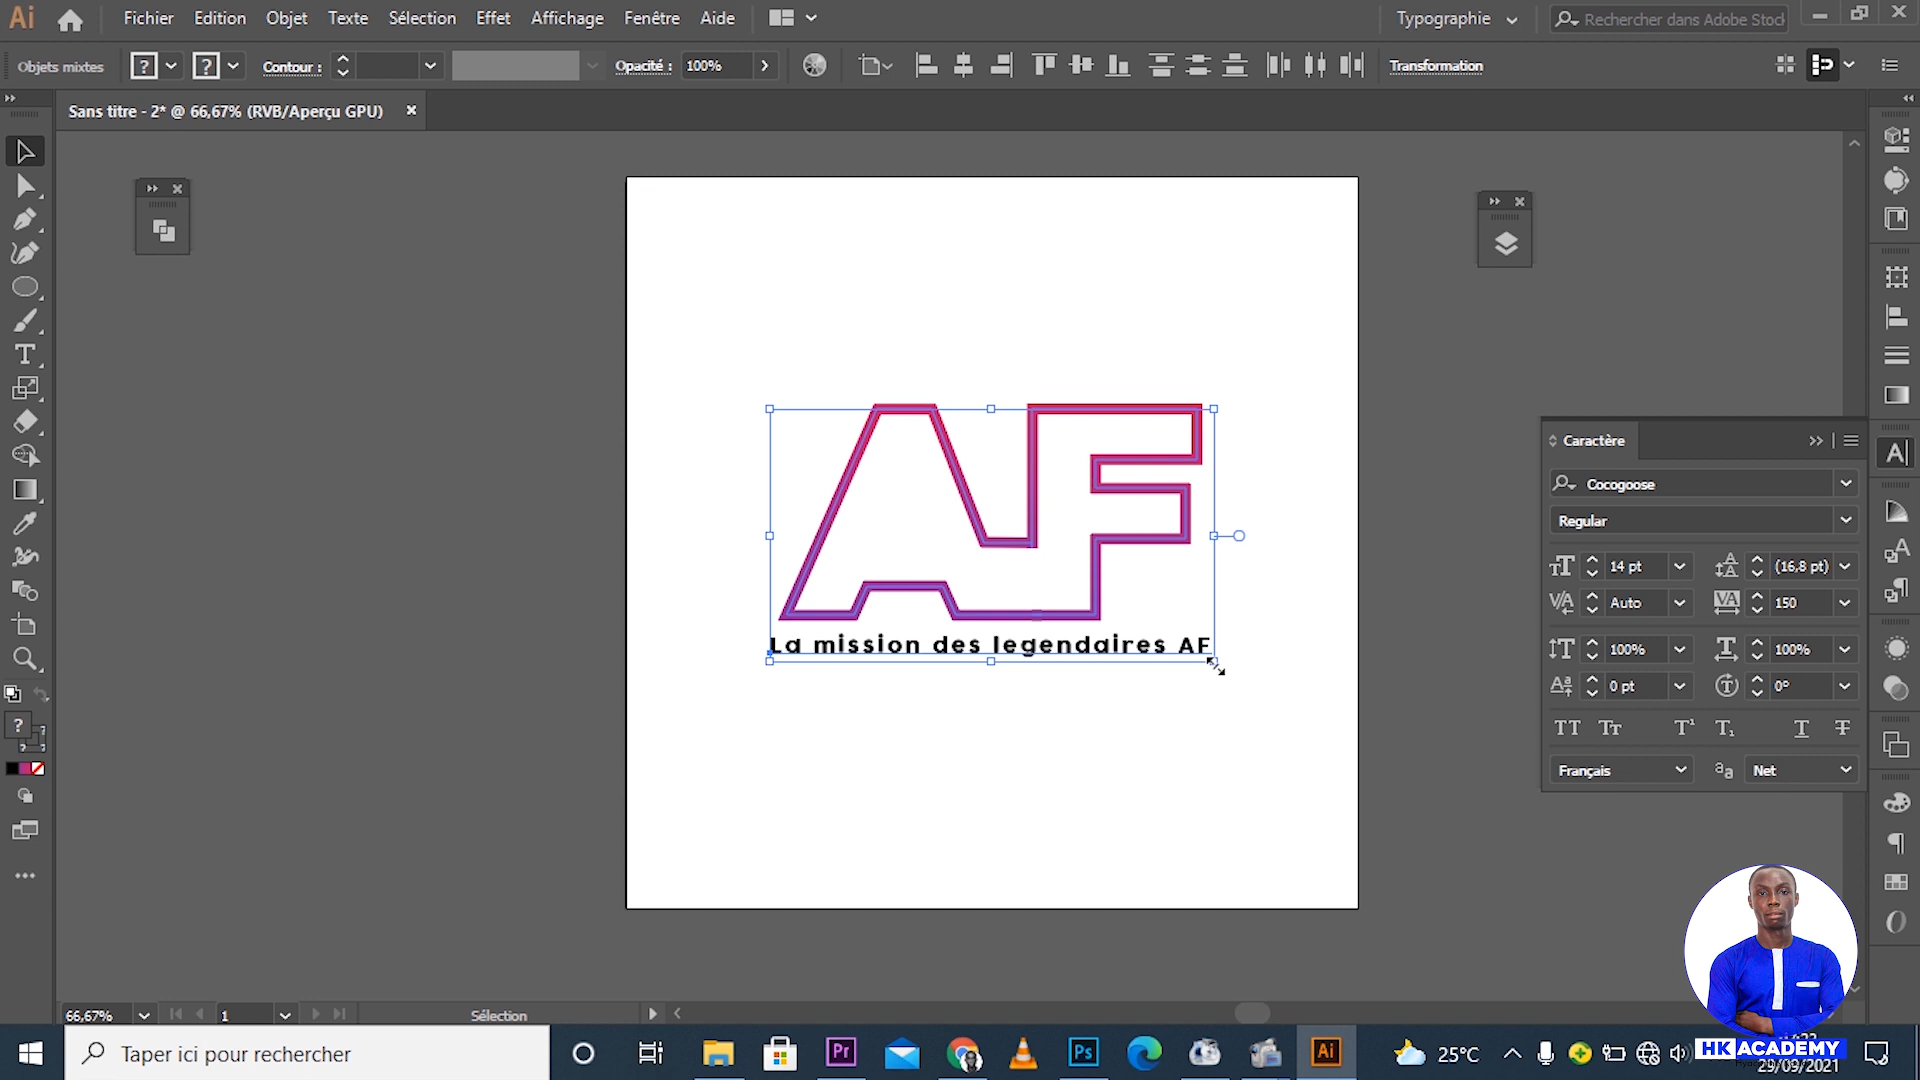 Ai Fichier Edition Objet Texte Sélection Effet Affichage Fenêtre Aide Typographie Rechercher dans Adobe Stock
Objets mixtes ? ? Contour : Opacité : 100% Transformation
Sans titre - 2* @ 66,67% (RVB/Aperçu GPU)
Caractère
Cocogoose
Regular
14 pt (16,8 pt)
Auto 150
100% 100%
0 pt 0°
Français Net
AF
La mission des legendaires AF
66,67% 1 Sélection
Taper ici pour rechercher
Pr Ps Ai 25°C
HK ACADEMY
29/09/2021